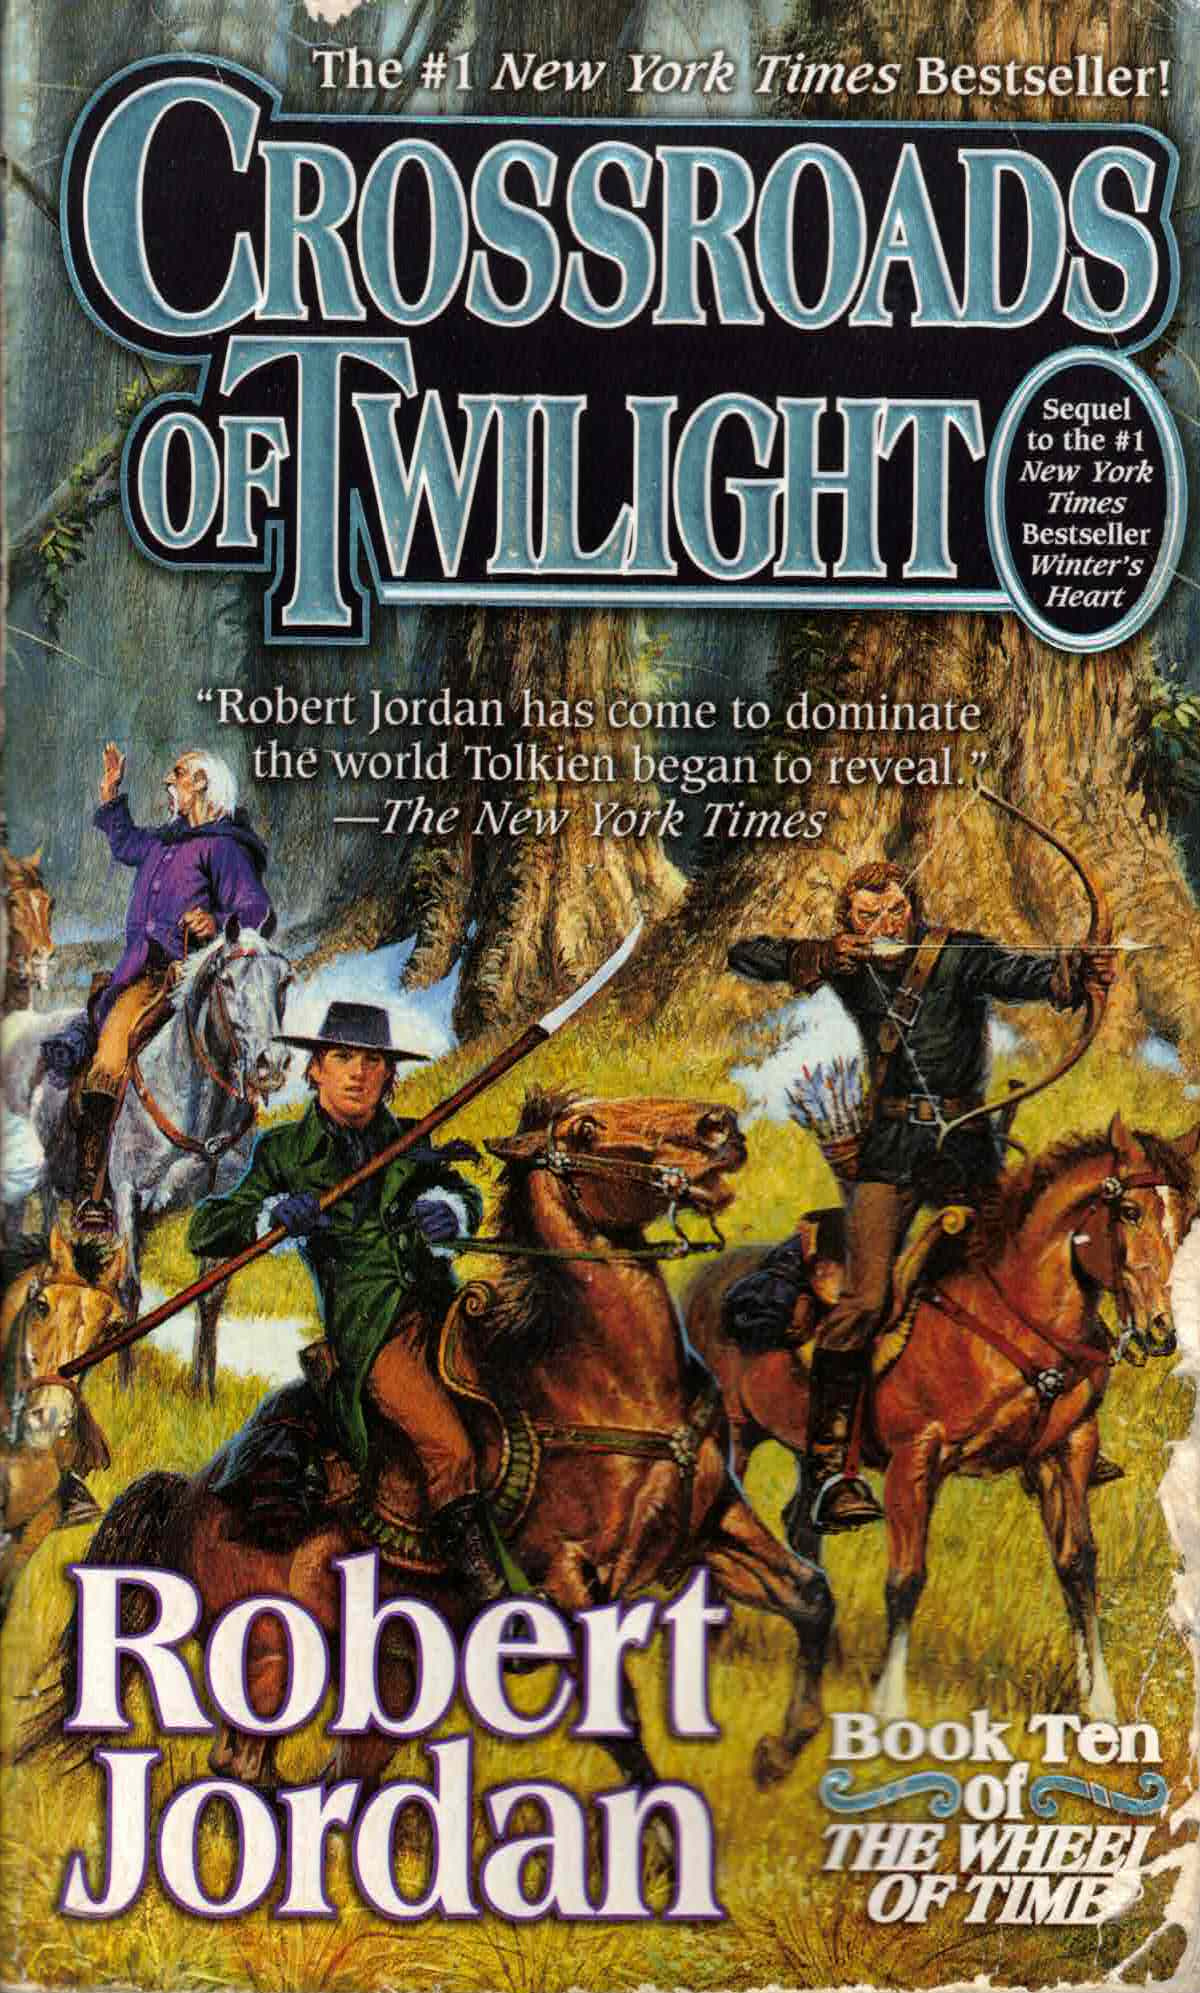 The #1 New York Times Bestseller!
CROSSROADS
OF TWILIGHT
Sequel
to the #1
New York
Times
Bestseller
Winter's
Heart
“Robert Jordan has come to dominate
the world Tolkien began to reveal.”
—The New York Times
Robert
Jordan
Book Ten
of
THE WHEEL
OF TIME